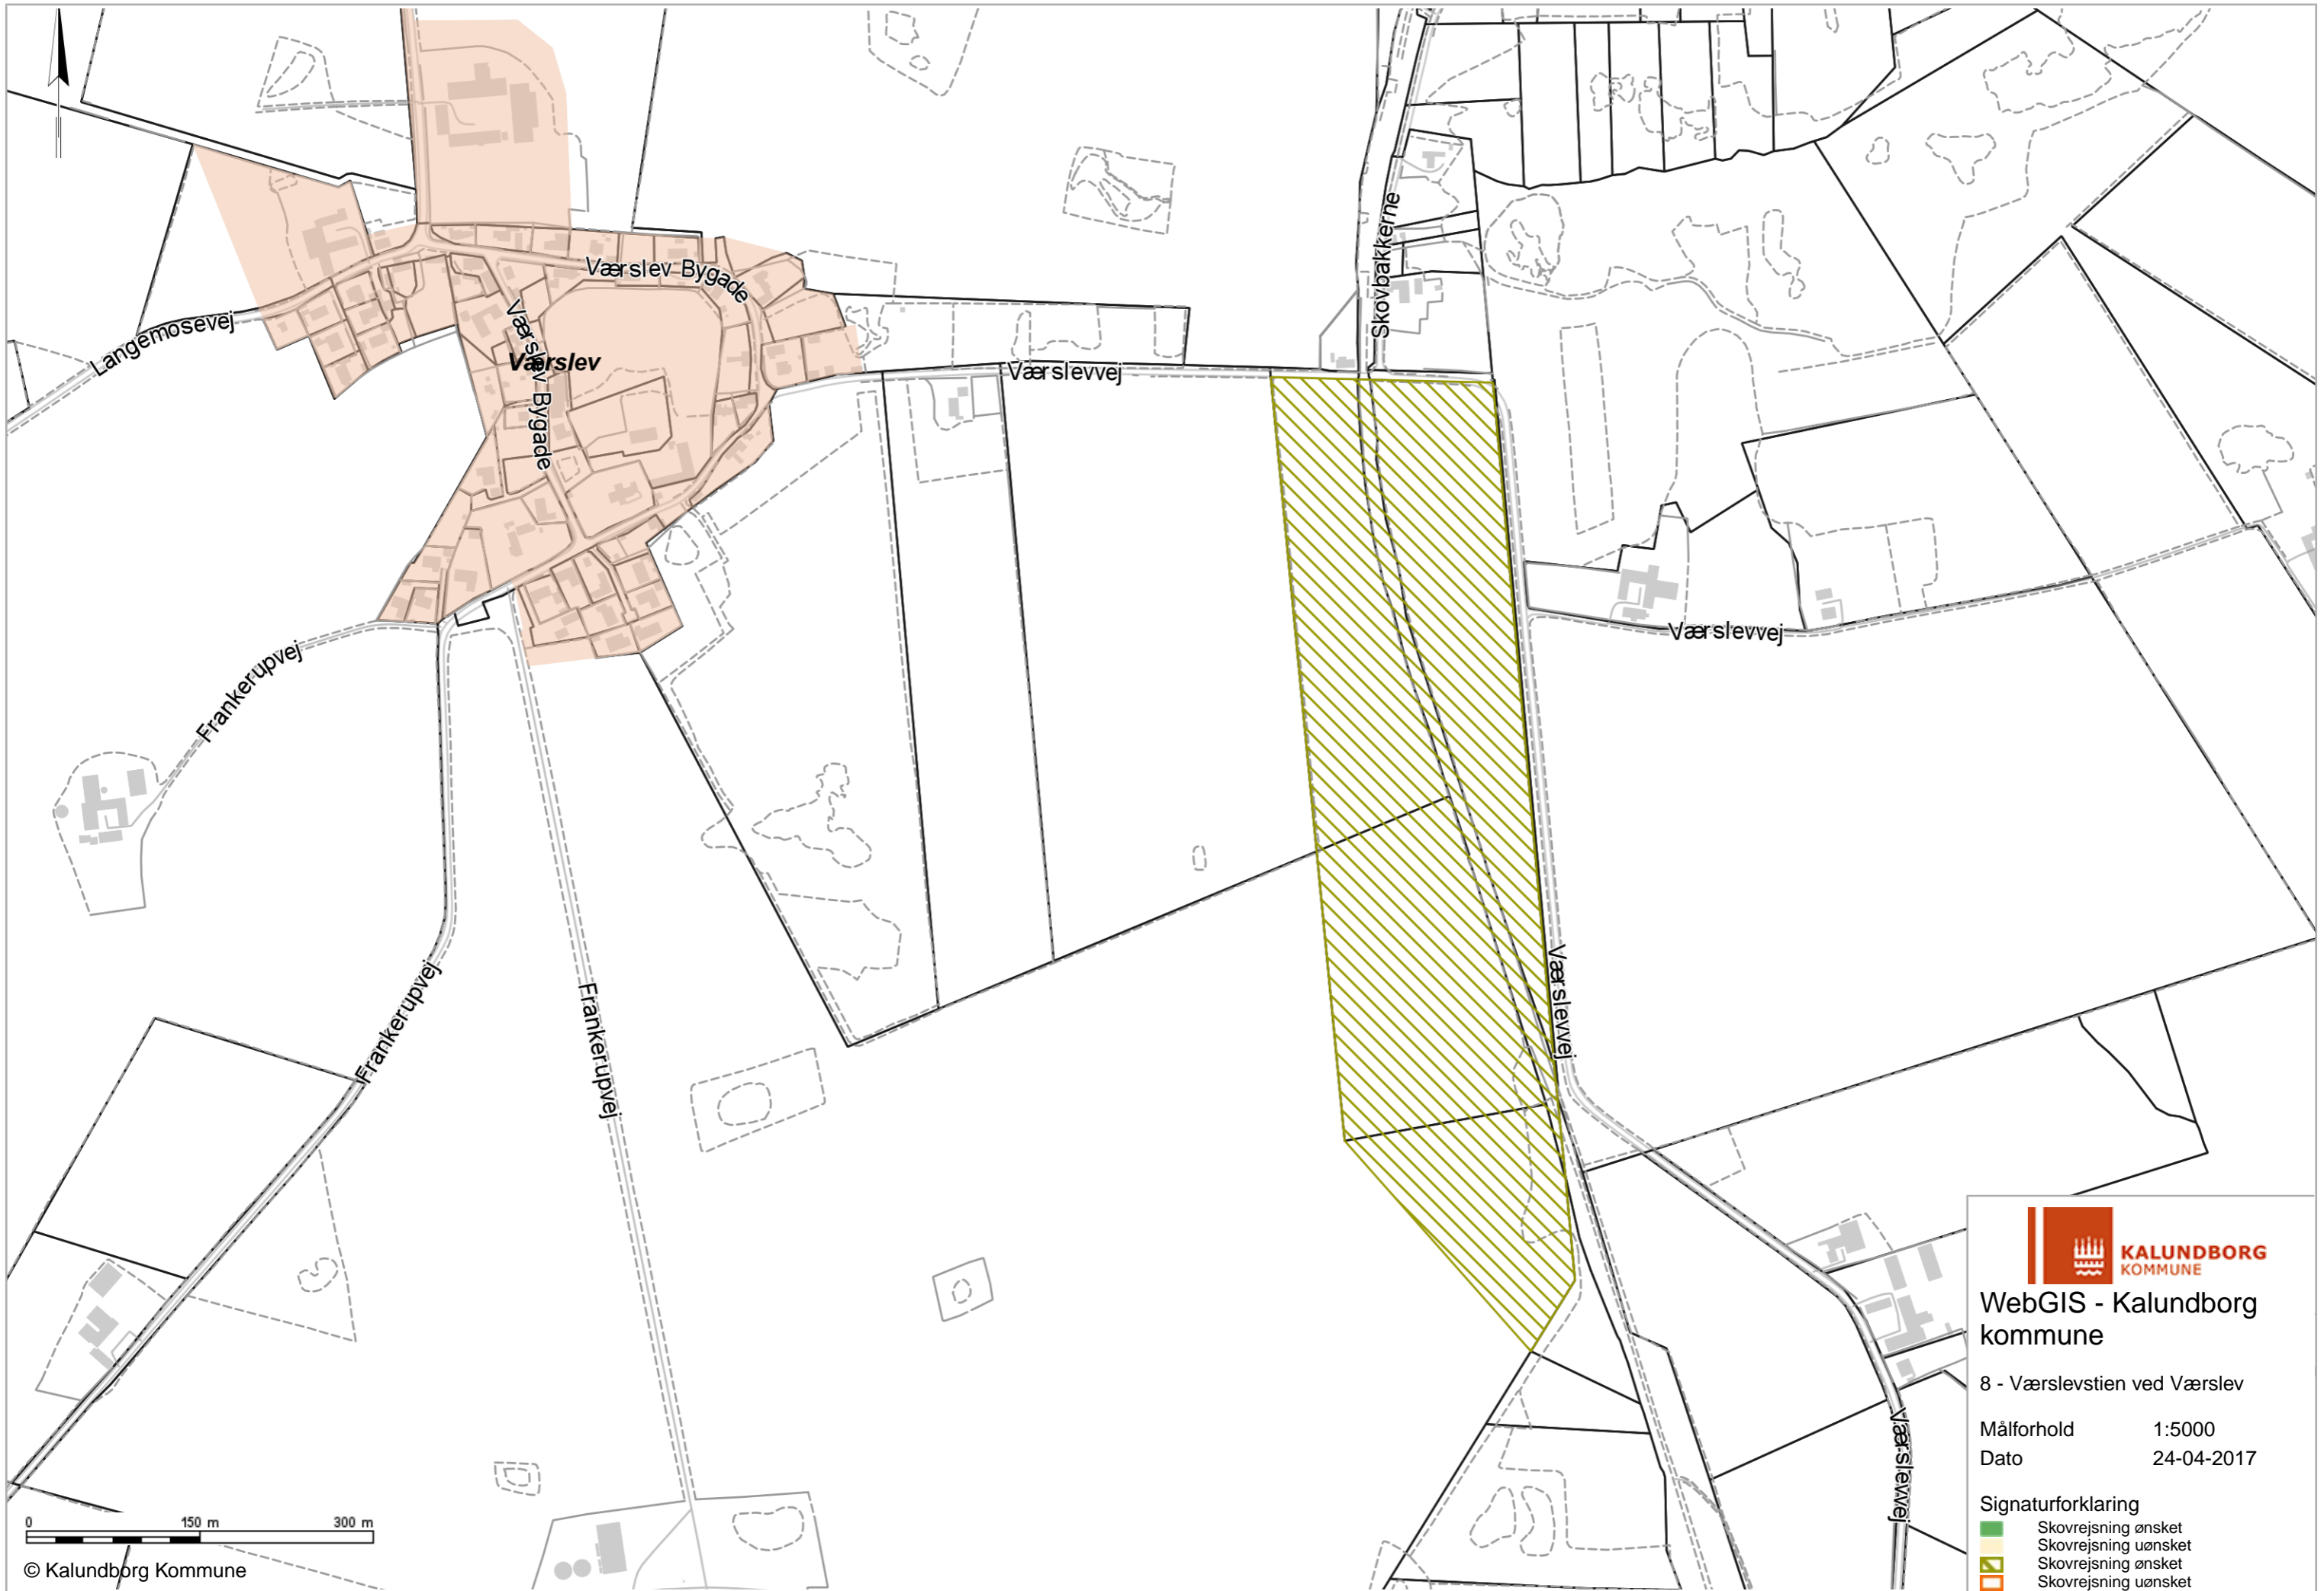 Værslev Bygade
Skovbakkerne
Langemosevej
Værslev Bygade
Værslev
Værslevvej
Værslevvej
Frankerupvej
Frankerupvej
Frankerupvej
Værslevvej
Værslevvej
KALUNDBORG
KOMMUNE
WebGIS - Kalundborg
kommune
8 - Værslevstien ved Værslev
Målforhold 1:5000
Dato 24-04-2017
Signaturforklaring
Skovrejsning ønsket
Skovrejsning uønsket
Skovrejsning ønsket
Skovrejsning uønsket
0 150 m 300 m
© Kalundborg Kommune